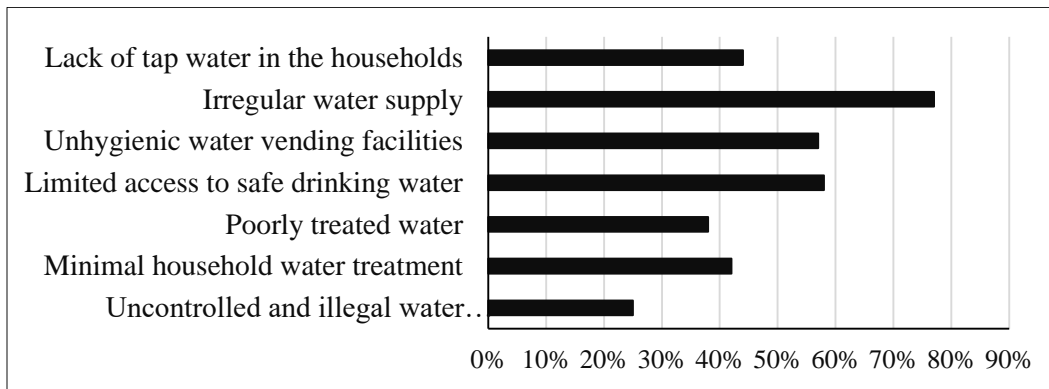 Lack of tap water in the households
Irregular water supply
Unhygienic water vending facilities
Limited access to safe drinking water
Poorly treated water
Minimal household water treatment
Uncontrolled and illegal water…
0% 10% 20% 30% 40% 50% 60% 70% 80% 90%